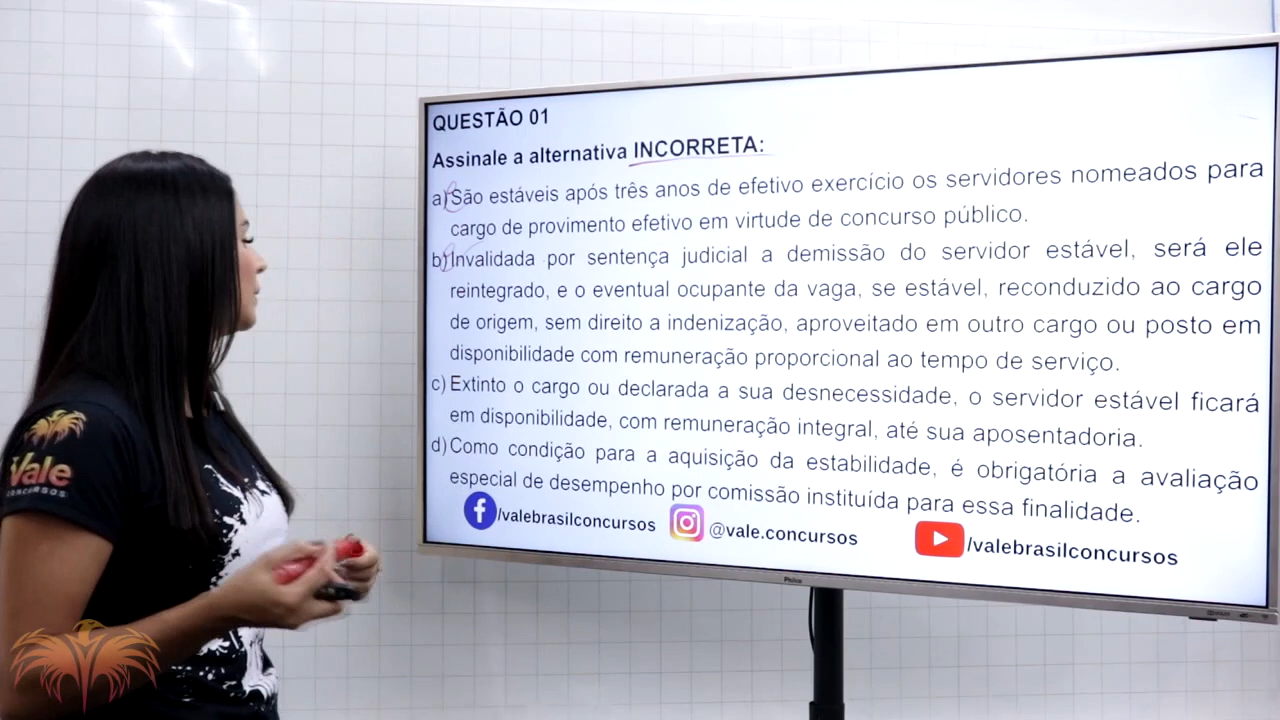 QUESTÃO 01
Assinale a alternativa INCORRETA:
a) São estáveis após três anos de efetivo exercício os servidores nomeados para
cargo de provimento efetivo em virtude de concurso público.
b) Invalidada por sentença judicial a demissão do servidor estável, será ele
reintegrado, e o eventual ocupante da vaga, se estável, reconduzido ao cargo
de origem, sem direito a indenização, aproveitado em outro cargo ou posto em
disponibilidade com remuneração proporcional ao tempo de serviço.
c) Extinto o cargo ou declarada a sua desnecessidade, o servidor estável ficará
em disponibilidade, com remuneração integral, até sua aposentadoria.
d) Como condição para a aquisição da estabilidade, é obrigatória a avaliação
especial de desempenho por comissão instituída para essa finalidade.
/valebrasilconcursos
@vale.concursos
/valebrasilconcursos
Philco
Vale
CONCURSOS